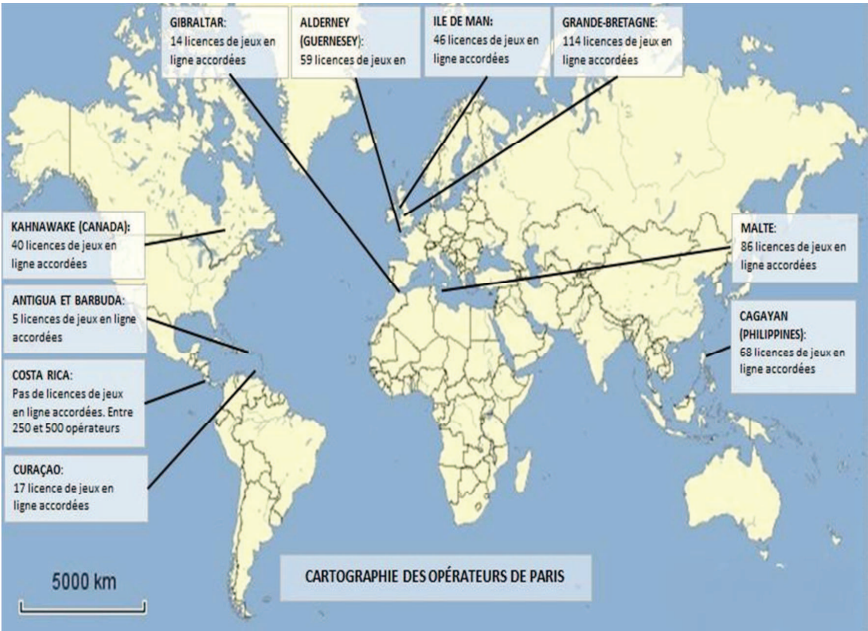 GIBRALTAR:
14 licences de jeux en
ligne accordées
ALDERNEY
(GUERNESEY):
59 licences de jeux en
ILE DE MAN:
46 licences de jeux en
ligne accordées
GRANDE-BRETAGNE:
114 licences de jeux en
ligne accordées
KAHNAWAKE (CANADA):
40 licences de jeux en
ligne accordées
MALTE:
86 licences de jeux en
ligne accordées
ANTIGUA ET BARBUDA:
5 licences de jeux en ligne
accordées
CAGAYAN
(PHILIPPINES):
68 licences de jeux en
ligne accordées
COSTA RICA:
Pas de licences de jeux
en ligne accordées. Entre
250 et 500 opérateurs
CURAÇAO:
17 licence de jeux en
ligne accordées
5000 km
CARTOGRAPHIE DES OPÉRATEURS DE PARIS